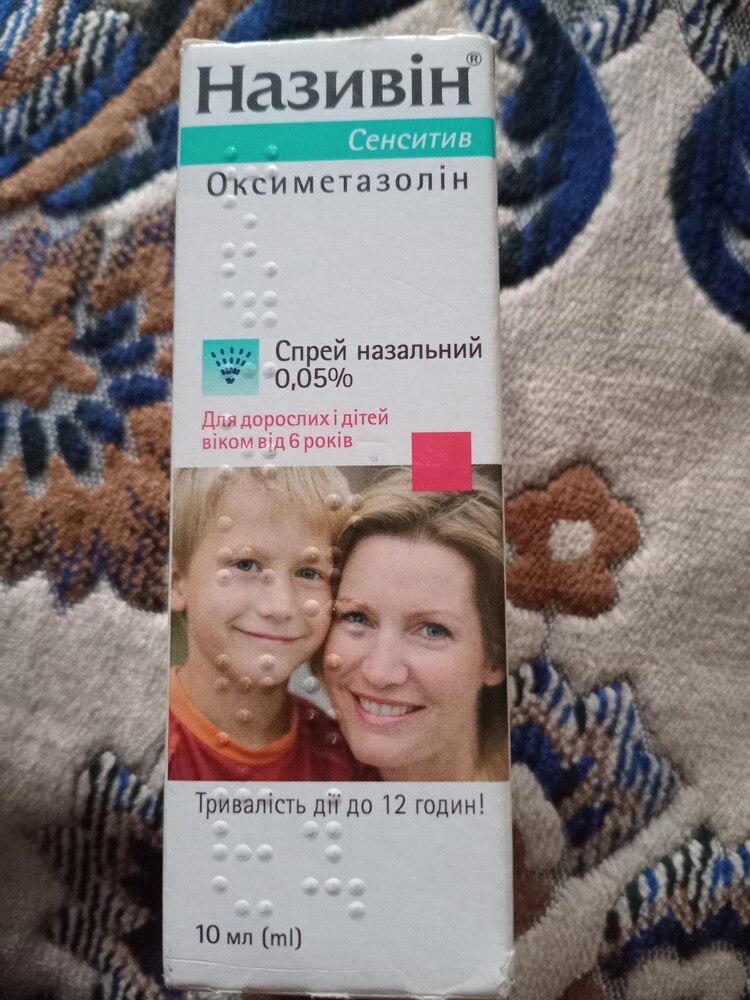 Називін®
Сенситив
Оксиметазолін
Спрей назальний
0,05%
Для дорослих і дітей
віком від 6 років
Тривалість дії до 12 годин!
10 мл (ml)